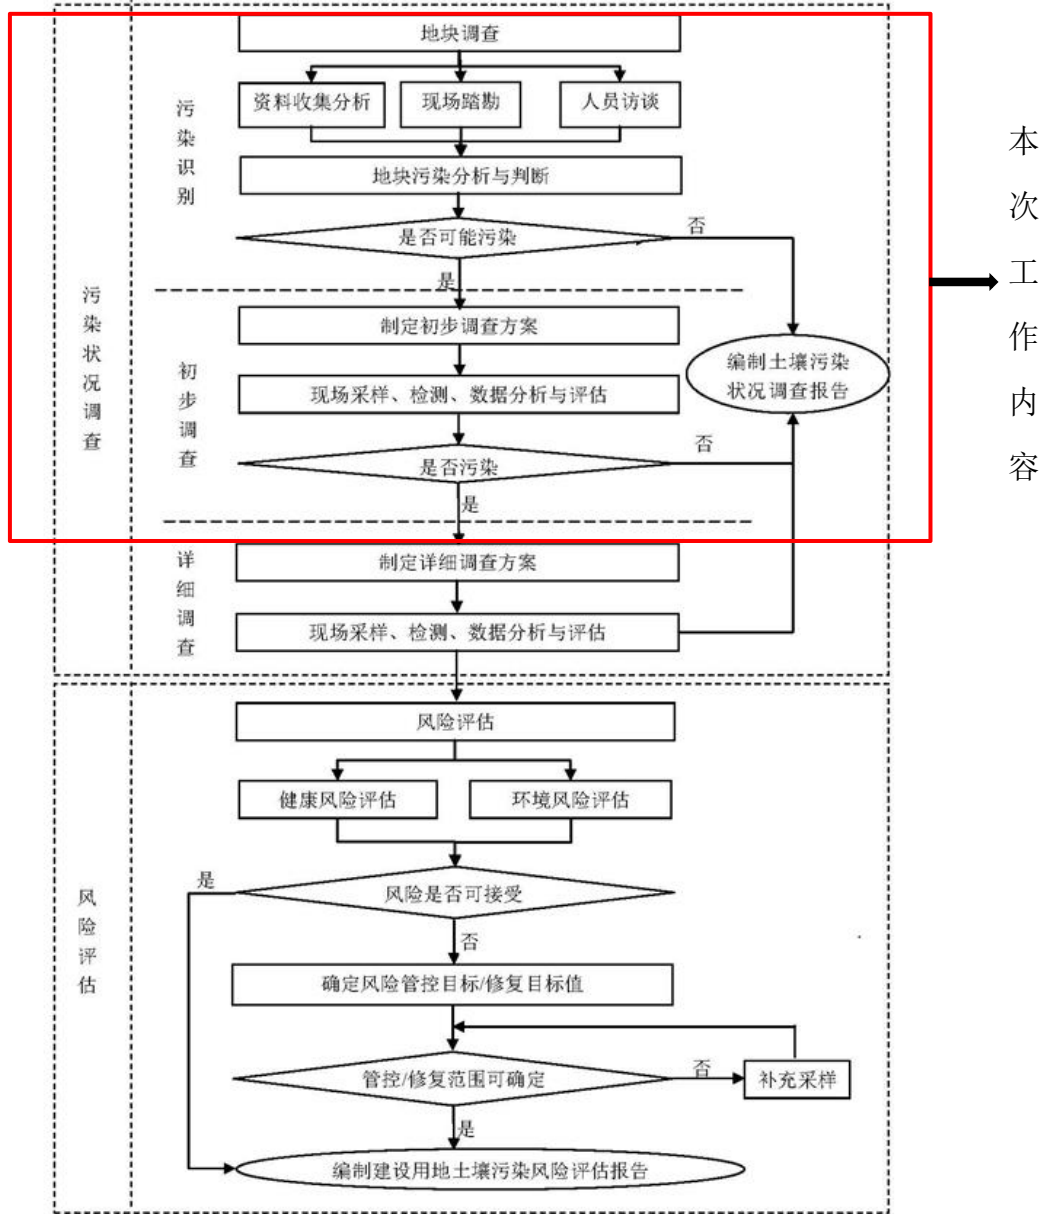 地块调查
资料收集分析
现场踏勘
人员访谈
污染识别
地块污染分析与判断
是否可能污染
否
是
污染状况调查
初步调查
制定初步调查方案
现场采样、检测、数据分析与评估
编制土壤污染
状况调查报告
是否污染
否
是
本次工作内容
详细调查
制定详细调查方案
现场采样、检测、数据分析与评估
风险评估
风险评估
健康风险评估
环境风险评估
是
风险是否可接受
否
确定风险管控目标/修复目标值
管控/修复范围可确定
否
补充采样
是
编制建设用地土壤污染风险评估报告